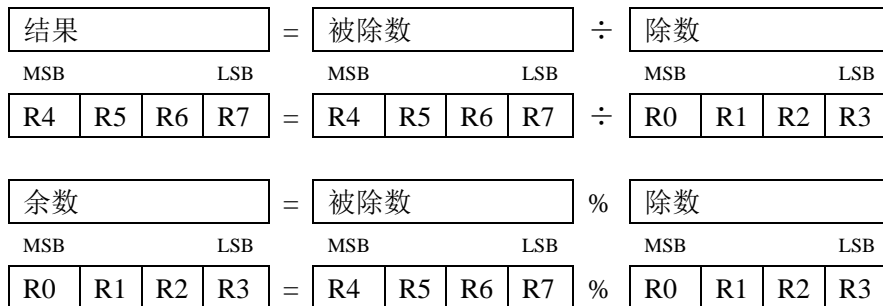 结果 = 被除数 ÷ 除数
MSB LSB MSB LSB MSB LSB
R4 R5 R6 R7 = R4 R5 R6 R7 ÷ R0 R1 R2 R3
余数 = 被除数 % 除数
MSB LSB MSB LSB MSB LSB
R0 R1 R2 R3 = R4 R5 R6 R7 % R0 R1 R2 R3